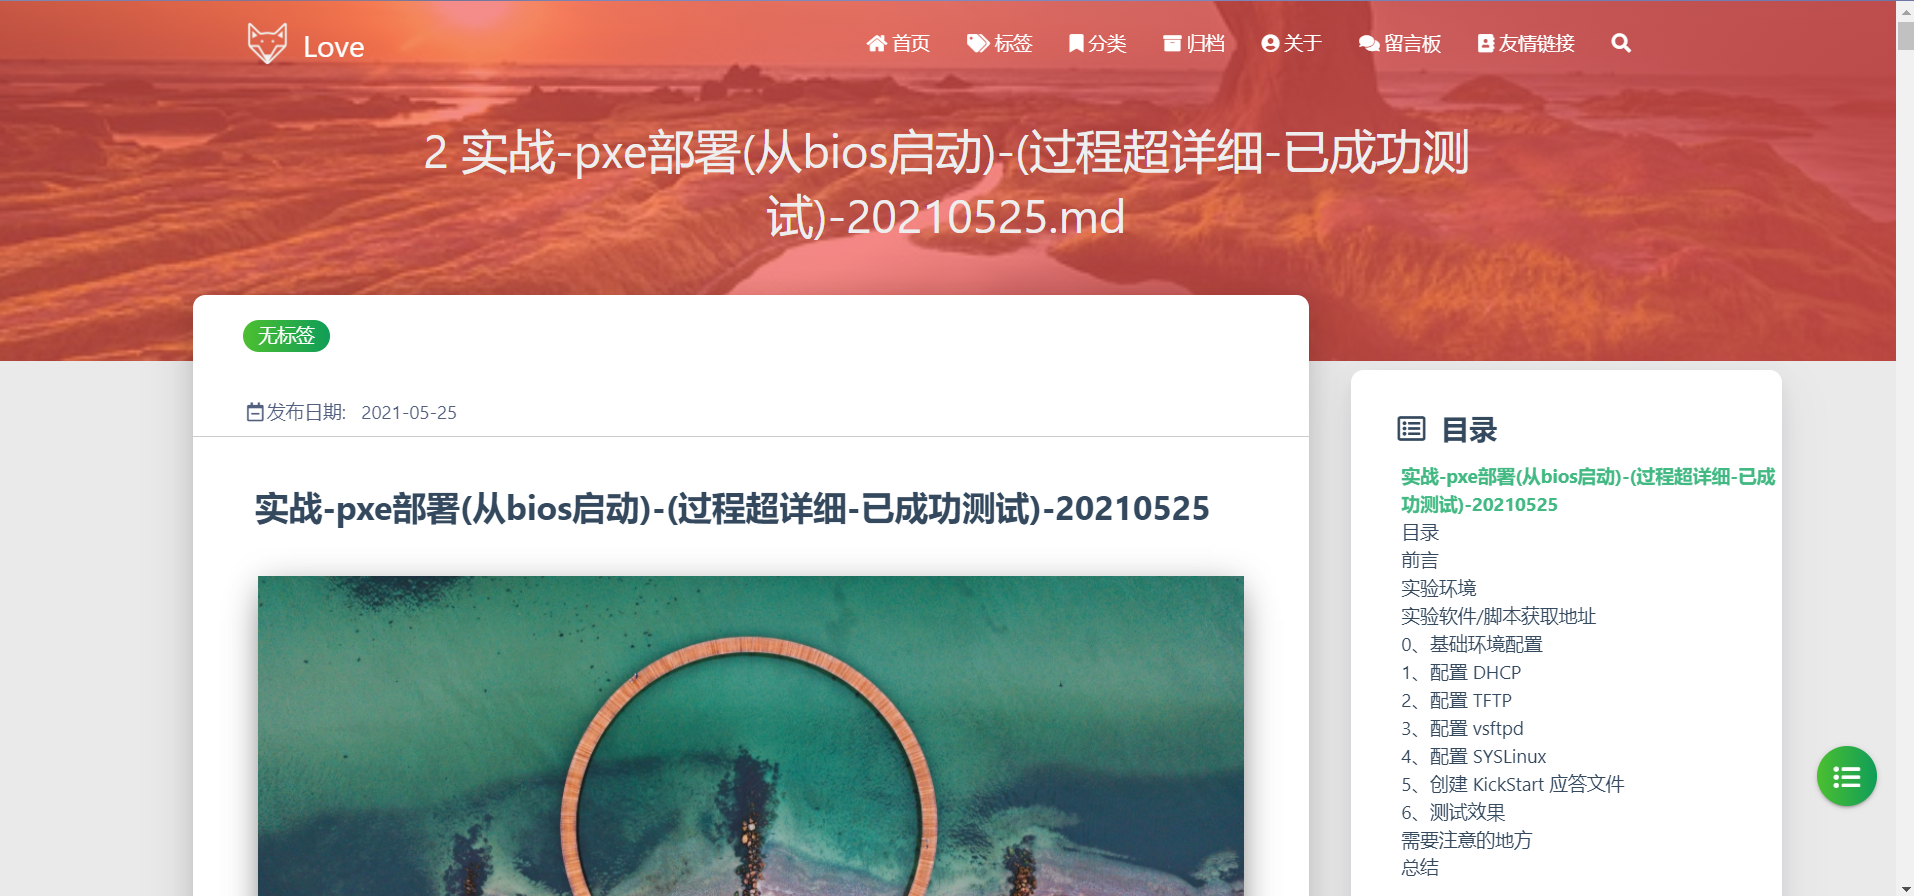 Love
首页
标签
分类
归档
关于
留言板
友情链接
2 实战-pxe部署(从bios启动)-(过程超详细-已成功测
试)-20210525.md
无标签
发布日期: 2021-05-25
实战-pxe部署(从bios启动)-(过程超详细-已成功测试)-20210525
目录
实战-pxe部署(从bios启动)-(过程超详细-已成
功测试)-20210525
目录
前言
实验环境
实验软件/脚本获取地址
0、基础环境配置
1、配置 DHCP
2、配置 TFTP
3、配置 vsftpd
4、配置 SYSLinux
5、创建 KickStart 应答文件
6、测试效果
需要注意的地方
总结